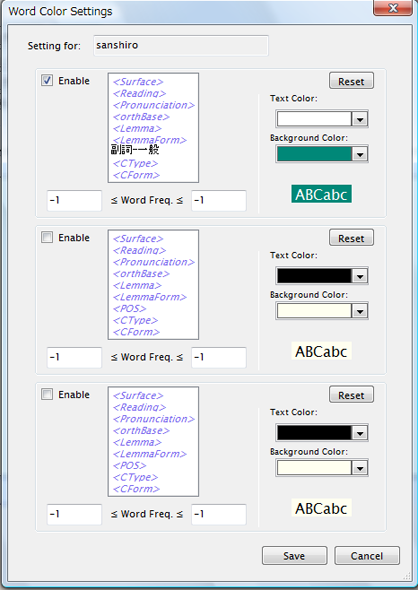 Word Color Settings
Setting for: sanshiro
Enable
<Surface>
<Reading>
<Pronunciation>
<orthBase>
<Lemma>
<LemmaForm>
副詞-一般
<CType>
<CForm>
-1 ≤ Word Freq. ≤ -1
Reset
Text Color:
Background Color:
ABCabc
Enable
<Surface>
<Reading>
<Pronunciation>
<orthBase>
<Lemma>
<LemmaForm>
<POS>
<CType>
<CForm>
-1 ≤ Word Freq. ≤ -1
Reset
Text Color:
Background Color:
ABCabc
Enable
<Surface>
<Reading>
<Pronunciation>
<orthBase>
<Lemma>
<LemmaForm>
<POS>
<CType>
<CForm>
-1 ≤ Word Freq. ≤ -1
Reset
Text Color:
Background Color:
ABCabc
Save Cancel